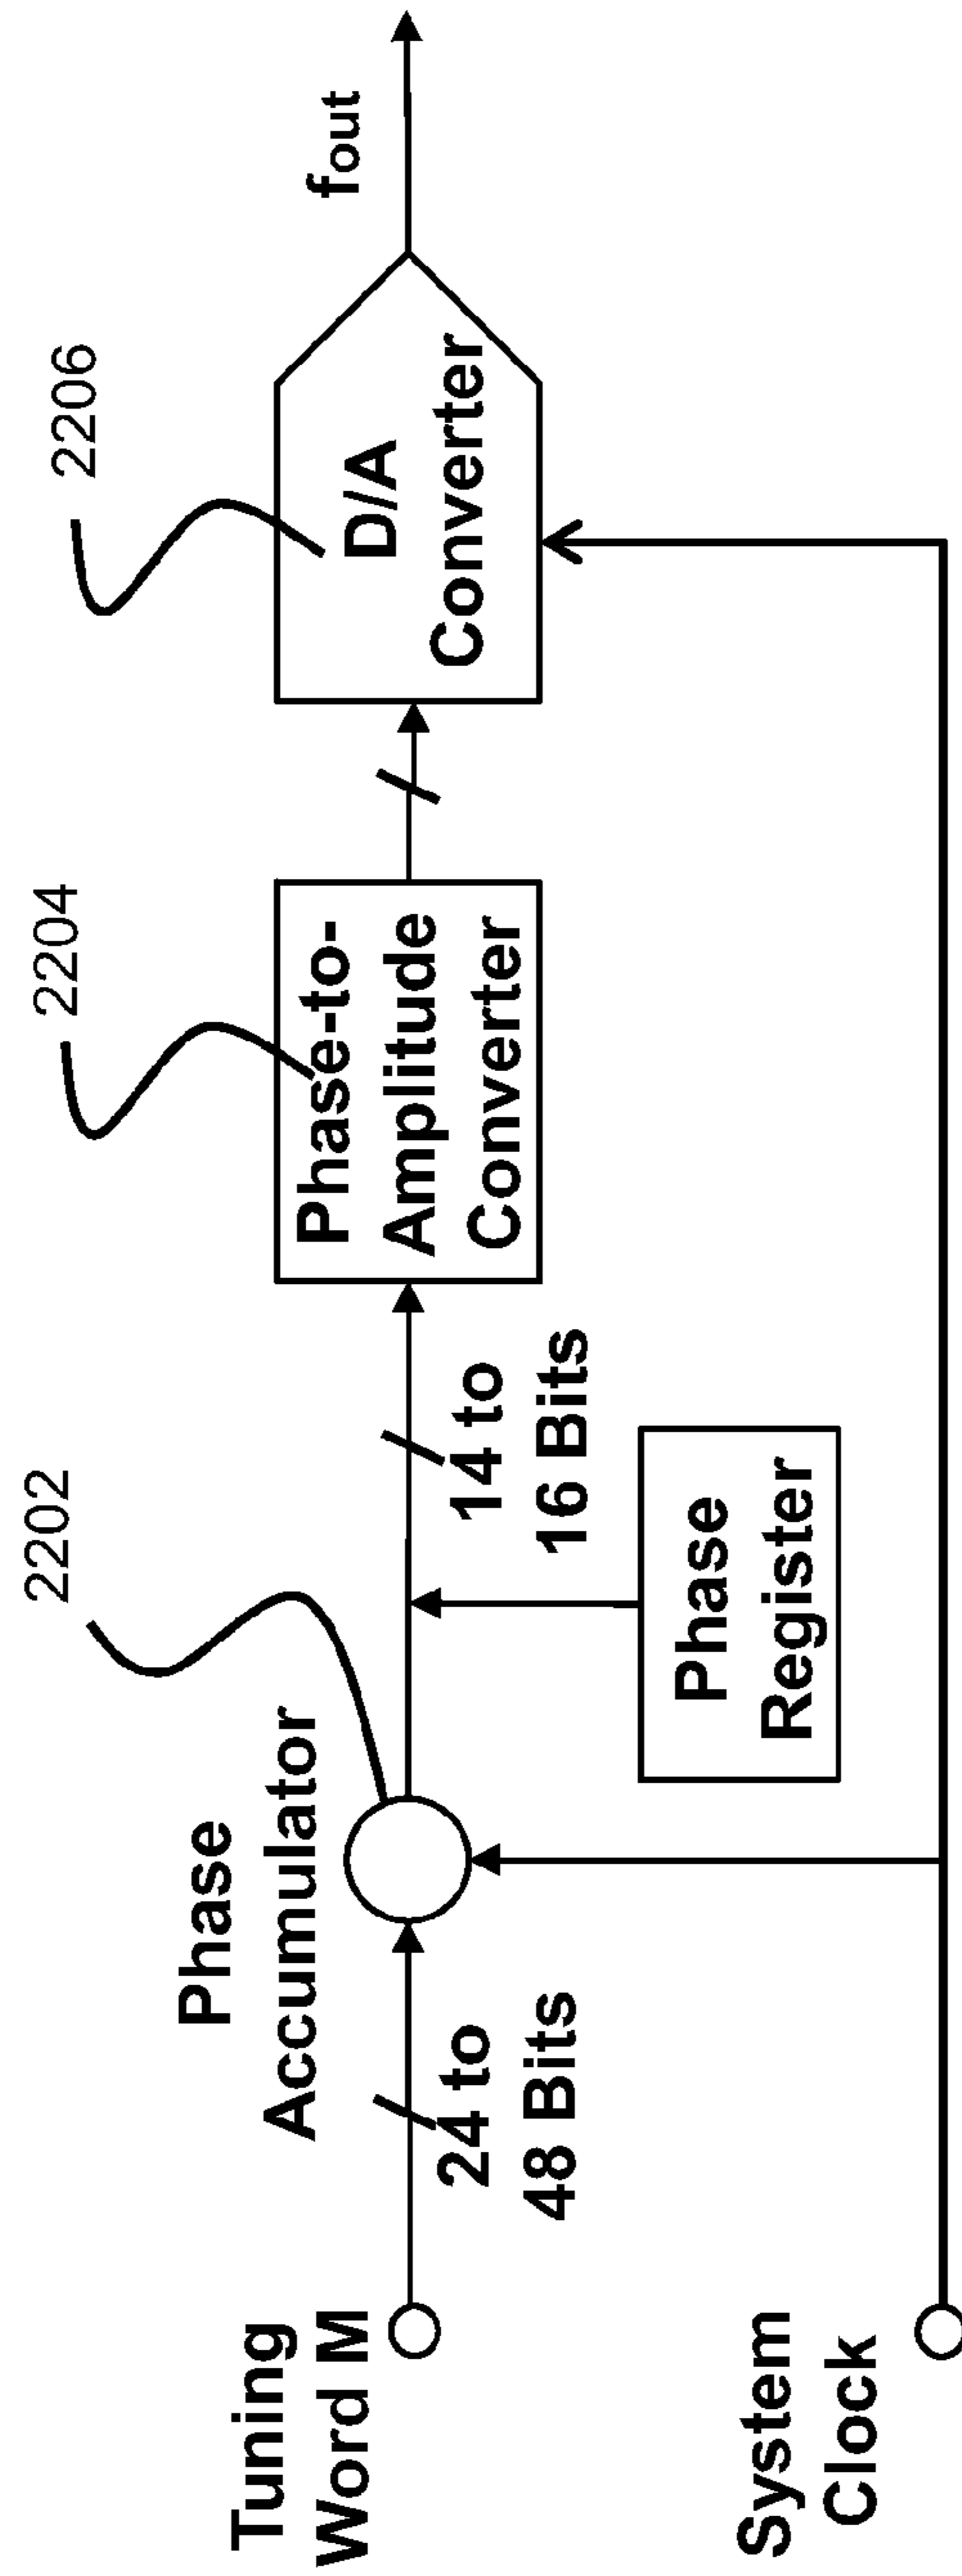 2202
2204
2206
Phase
Accumulator
Tuning
Word M
24 to
48 Bits
14 to
16 Bits
Phase-to-
Amplitude
Converter
D/A
Converter
fout
Phase
Register
System
Clock